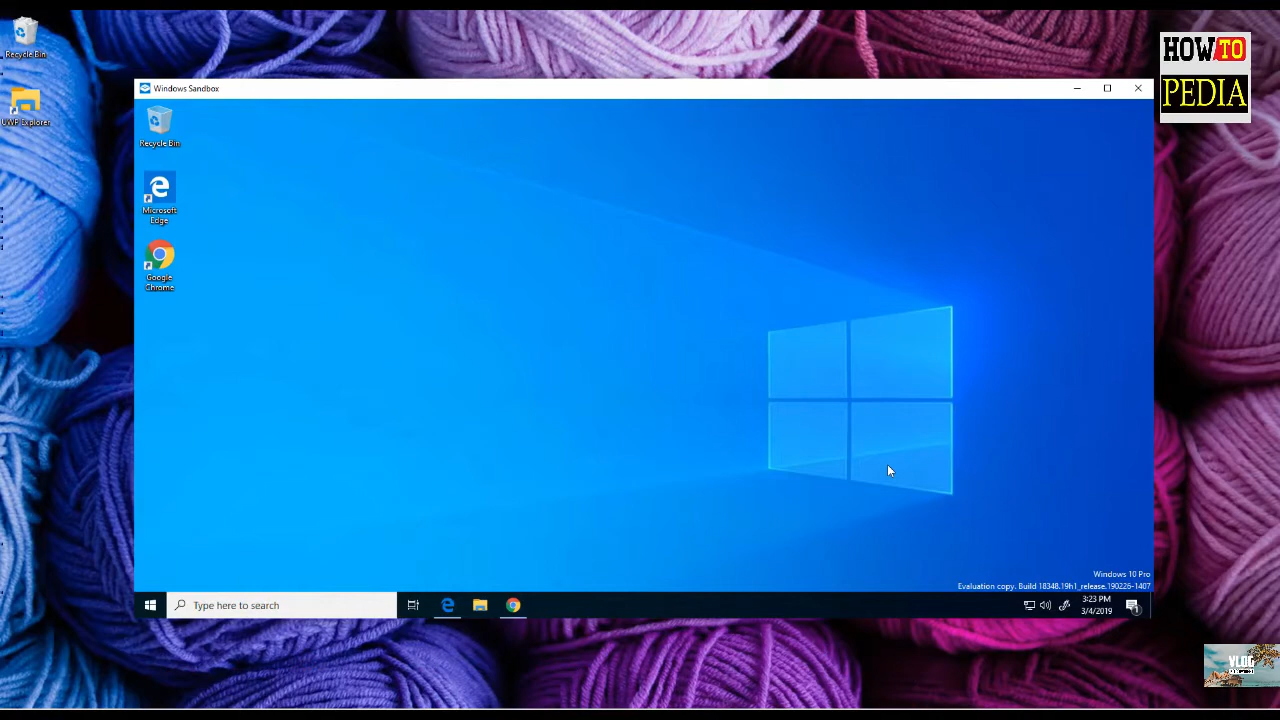 Recycle Bin
UWP Explorer
HOW TO
PEDIA
Windows Sandbox
Recycle Bin
Microsoft
Edge
Google
Chrome
Windows 10 Pro
Evaluation copy. Build 18348.19h1_release.190226-1407
Type here to search
3:23 PM
3/4/2019
1
VLOG